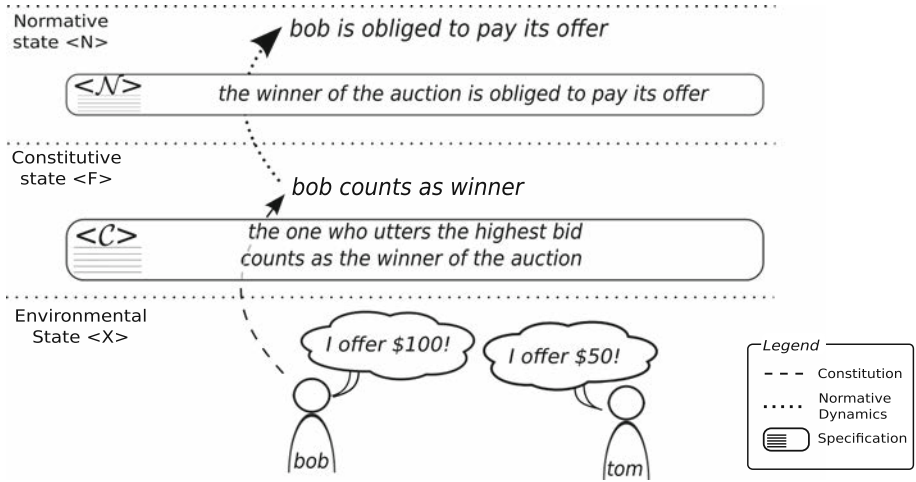 Normative
state <N>
bob is obliged to pay its offer
<𝒩>
the winner of the auction is obliged to pay its offer
Constitutive
state <F>
bob counts as winner
<𝒞>
the one who utters the highest bid
counts as the winner of the auction
Environmental
State <X>
I offer $100!
I offer $50!
bob
tom
Legend
Constitution
Normative
Dynamics
Specification